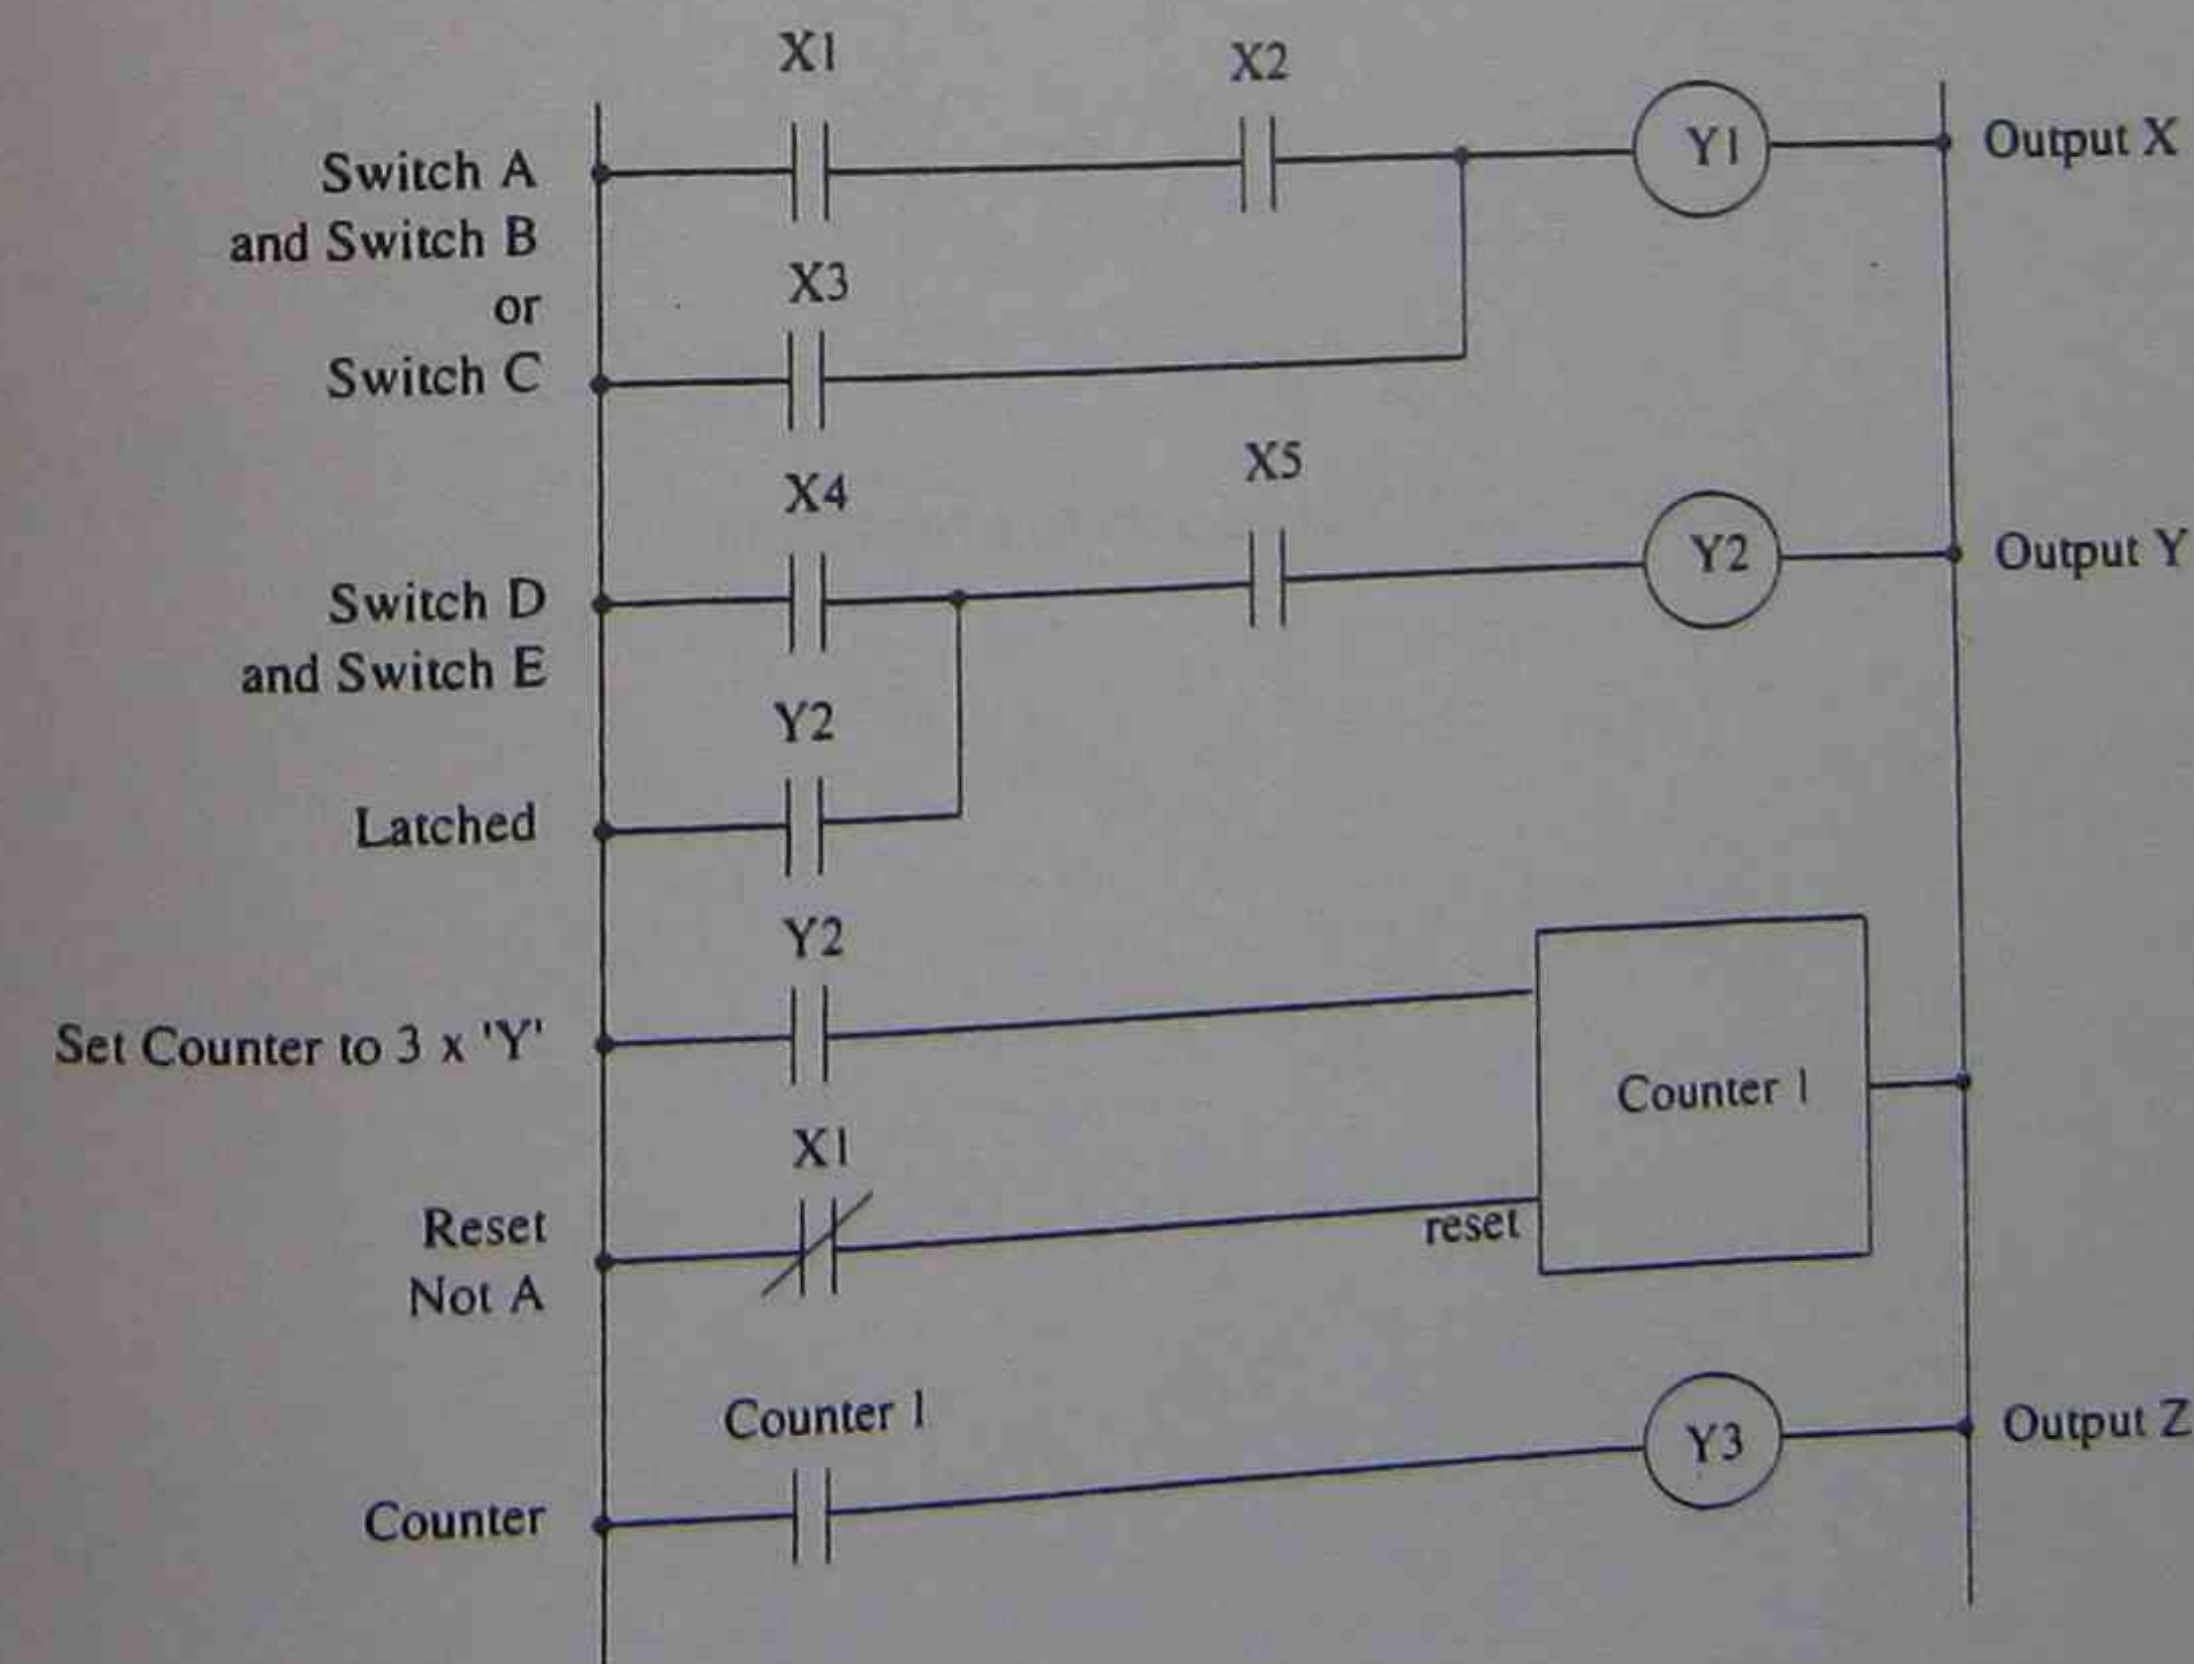 X1
X2
Switch A
Y1
Output X
and Switch B
or
X3
Switch C
X4
X5
Switch D
Y2
Output Y
and Switch E
Y2
Latched
Y2
Set Counter to 3 x 'Y'
Counter 1
X1
Reset
reset
Not A
Counter 1
Y3
Output Z
Counter